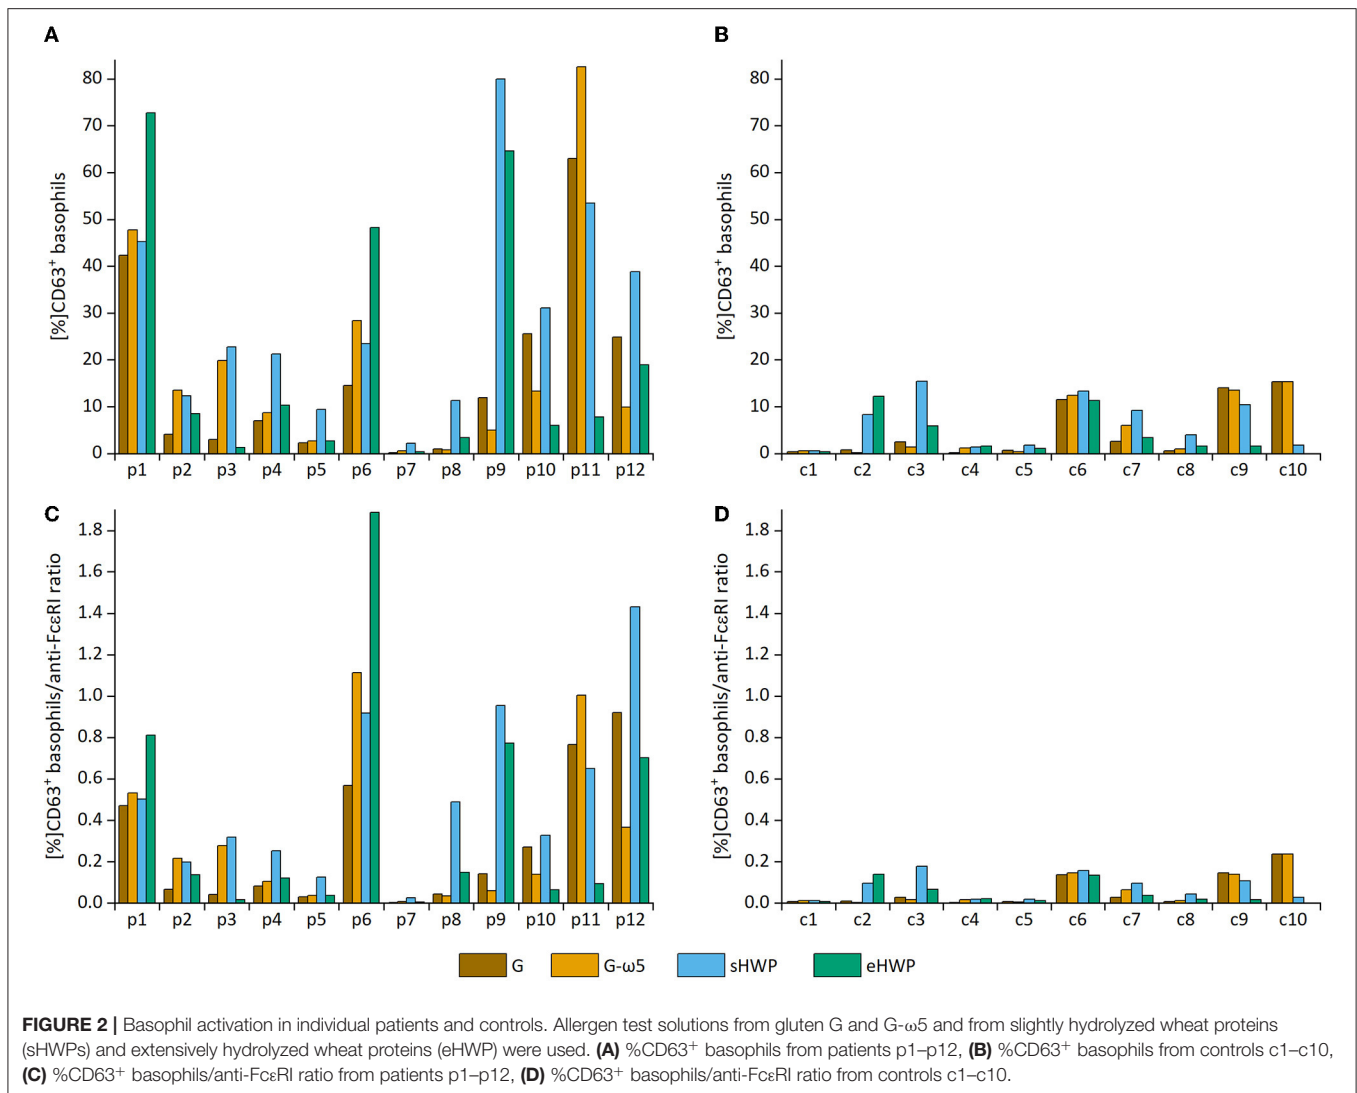 A
[%]CD63+ basophils
80
70
60
50
40
30
20
10
0
p1 p2 p3 p4 p5 p6 p7 p8 p9 p10 p11 p12
B
[%]CD63+ basophils
80
70
60
50
40
30
20
10
0
c1 c2 c3 c4 c5 c6 c7 c8 c9 c10
C
[%]CD63+ basophils/anti-FcεRI ratio
1.8
1.6
1.4
1.2
1.0
0.8
0.6
0.4
0.2
0.0
p1 p2 p3 p4 p5 p6 p7 p8 p9 p10 p11 p12
D
[%]CD63+ basophils/anti-FcεRI ratio
1.8
1.6
1.4
1.2
1.0
0.8
0.6
0.4
0.2
0.0
c1 c2 c3 c4 c5 c6 c7 c8 c9 c10
G G-ω5 sHWP eHWP
FIGURE 2 | Basophil activation in individual patients and controls. Allergen test solutions from gluten G and G-ω5 and from slightly hydrolyzed wheat proteins
(sHWPs) and extensively hydrolyzed wheat proteins (eHWP) were used. (A) %CD63+ basophils from patients p1–p12, (B) %CD63+ basophils from controls c1–c10,
(C) %CD63+ basophils/anti-FcεRI ratio from patients p1–p12, (D) %CD63+ basophils/anti-FcεRI ratio from controls c1–c10.